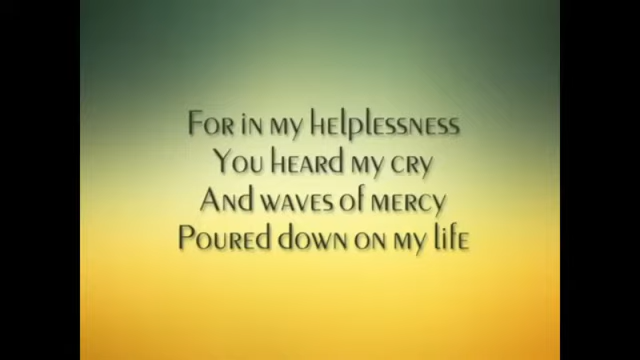 For in my helplessness
You heard my cry
And waves of mercy
Poured down on my life